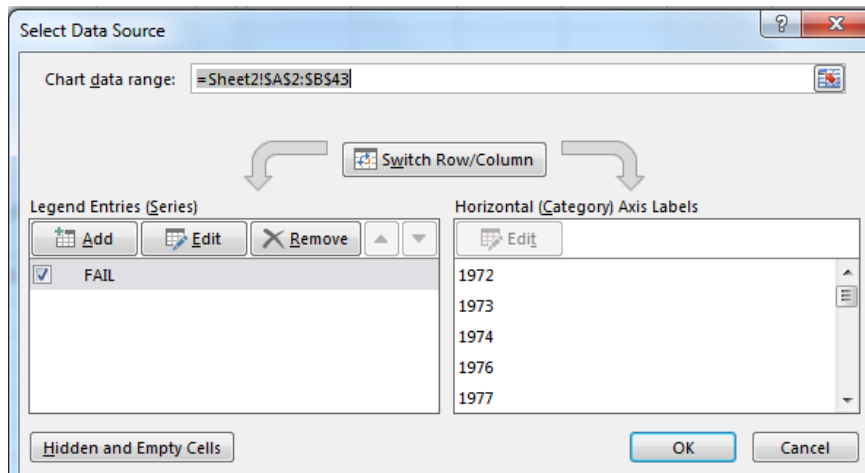 Select Data Source
?
Chart data range: =Sheet2!$A$2:$B$43
Switch Row/Column
Legend Entries (Series)
Add Edit Remove
FAIL
Horizontal (Category) Axis Labels
Edit
1972
1973
1974
1976
1977
Hidden and Empty Cells
OK Cancel